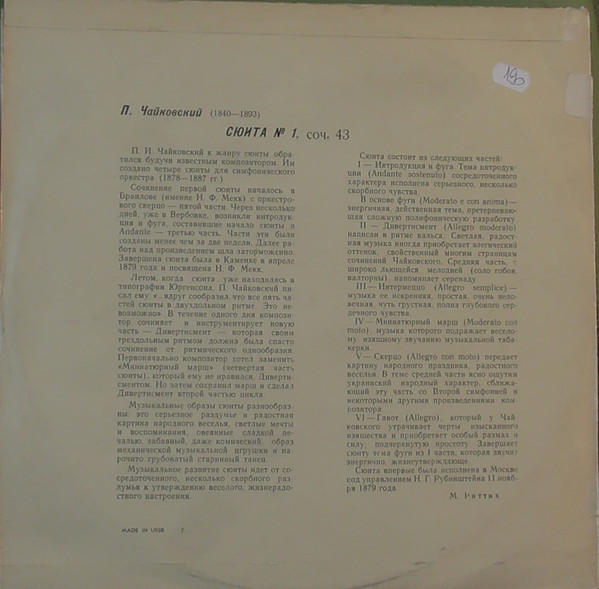 190
П. Чайковский (1840—1893)
СЮИТА № 1, соч. 43
П. И. Чайковский к жанру сюиты обра-
тился будучи известным композитором. Им
создано четыре сюиты для симфонического
оркестра (1878—1887 гг.)
Сочинение первой сюиты началось в
Браилове (имение Н. Ф. Мекк) с оркестро-
вого скерцо — пятой части. Через несколько
дней, уже в Вербовке, возникли интродук-
ция и фуга, составившие начало сюиты и
Andante — третью часть. Части эти были
созданы менее чем за две недели. Далее ра-
бота над произведением шла заторможенно.
Завершена сюита была в Каменке в апреле
1879 года и посвящена Н. Ф. Мекк.
Летом, когда сюита уже находилась в
типографии Юргенсона, П. Чайковский пи-
сал ему: «вдруг сообразил, что все пять ча-
стей сюиты в двухдольном ритме. Это не-
возможно». В течение одного дня компози-
тор сочиняет и инструментирует новую
часть — Дивертисмент — которая своим
трехдольным ритмом должна была спасти
сочинение от ритмического однообразия.
Первоначально композитор хотел заменить
«Миниатюрный марш» (четвертая часть
сюиты), который ему не нравился, Диверти-
сментом. Но затем сохранил марш и сделал
Дивертисмент второй частью цикла.
Музыкальные образы сюиты разнообраз-
ны: это серьезное раздумье и радостная
картина народного веселья, светлые мечты
и воспоминания, овеянные сладкой пе-
чалью, забавный, даже комический, образ
механической музыкальной игрушки и на-
рочито грубоватый старинный танец.
Музыкальное развитие сюиты идет от со-
средоточенного, несколько скорбного раз-
думья к утверждению веселого, жизнерадо-
стного настроения.
Сюита состоит из следующих частей:
I — Интродукция и фуга. Тема интродук-
ции (Andante sostenuto) сосредоточенного
характера исполнена серьезного, несколько
скорбного чувства.
В основе фуги (Moderato e con anima) —
энергичная, действенная тема, претерпеваю-
щая сложную полифоническую разработку.
II — Дивертисмент (Allegro moderato)
написан в ритме вальса. Светлая, радост-
ная музыка иногда приобретает элегический
оттенок, свойственный многим страницам
сочинений Чайковского. Средняя часть, с
широко льющейся мелодией (соло гобоя,
валторны) напоминает серенаду.
III — Интермеццо (Allegro semplice) —
музыка ее искренняя, простая, очень чело-
вечная, чуть грустная, полна глубокого сер-
дечного чувства.
IV — Миниатюрный марш (Moderato con
moto), музыка которого подражает веселo-
му изящному звучанию музыкальной таба-
керки.
V — Скерцо (Allegro con moto) передает
картину народного праздника, радостного
веселья. В теме средней части ясно ощутим
украинский народный характер, сближа-
ющий эту часть со Второй симфонией и
некоторыми другими произведениями ком-
позитора.
VI — Гавот (Allegro), который у Чай-
ковского утрачивает черты изысканного
изящества и приобретает особый размах и
силу, подчеркнутую простоту. Завершает
сюиту тема фуги из I части, которая звучит
энергично, жизнеутверждающе.
Сюита впервые была исполнена в Москве
под управлением Н. Г. Рубинштейна 11 нояб-
ря 1879 года.
М. Риттих
MADE IN USSR